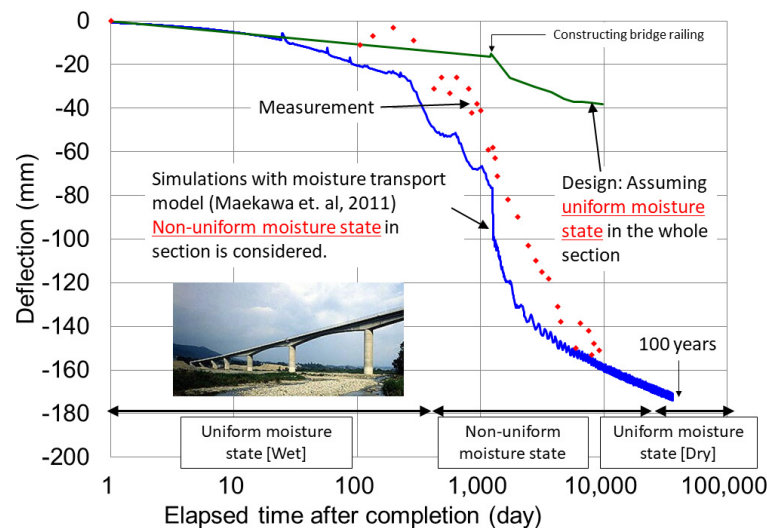 0
-20
-40
-60
-80
-100
-120
-140
-160
-180
-200
Deflection (mm)
Constructing bridge railing
Measurement
Simulations with moisture transport
model (Maekawa et. al, 2011)
Non-uniform moisture state in
section is considered.
Design: Assuming
uniform moisture
state in the whole
section
100 years
Uniform moisture
state [Wet]
Non-uniform
moisture state
Uniform moisture
state [Dry]
1
10
100
1,000
10,000
100,000
Elapsed time after completion (day)